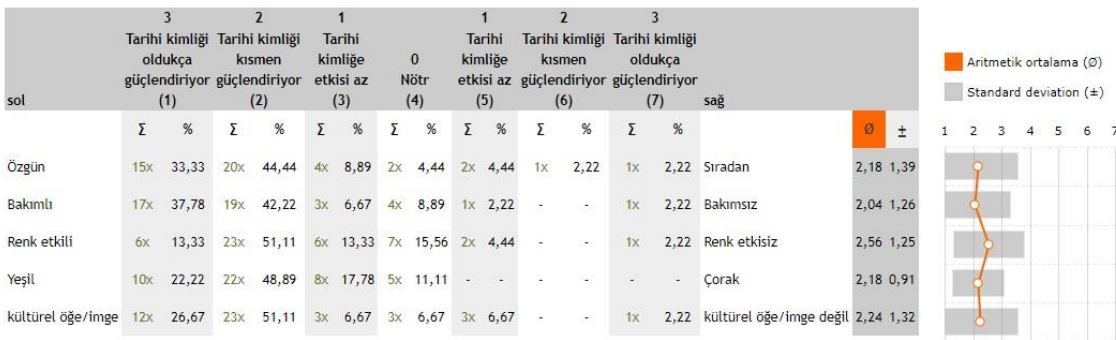 3 2 1 1 2 3
Tarihi kimliği Tarihi kimliği Tarihi Tarihi Tarihi kimliği Tarihi kimliği
oldukça kısmen kimliğe 0 kimliğe kısmen oldukça
güçlendiriyor güçlendiriyor etkisi az Nötr etkisi az güçlendiriyor güçlendiriyor
sol (1) (2) (3) (4) (5) (6) (7) sağ
Σ % Σ % Σ % Σ % Σ % Σ % Σ % Ø ±
Özgün 15x 33,33 20x 44,44 4x 8,89 2x 4,44 2x 4,44 1x 2,22 1x 2,22 Sıradan 2,18 1,39
Bakımlı 17x 37,78 19x 42,22 3x 6,67 4x 8,89 1x 2,22 - - 1x 2,22 Bakımsız 2,04 1,26
Renk etkili 6x 13,33 23x 51,11 6x 13,33 7x 15,56 2x 4,44 - - 1x 2,22 Renk etkisiz 2,56 1,25
Yeşil 10x 22,22 22x 48,89 8x 17,78 5x 11,11 - - - - - - Çorak 2,18 0,91
kültürel öğe/imge 12x 26,67 23x 51,11 3x 6,67 3x 6,67 3x 6,67 - - 1x 2,22 kültürel öğe/imge değil 2,24 1,32
Aritmetik ortalama (Ø)
Standard deviation (±)
1 2 3 4 5 6 7